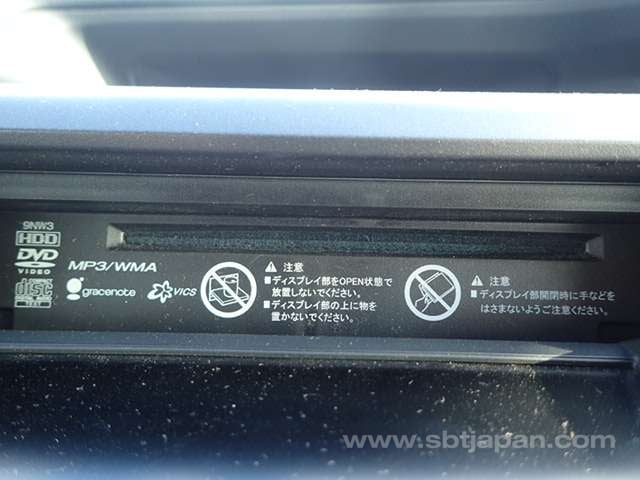 9NW3
HDD
DVD
VIDEO
MP3/WMA
disc
TEXT
gracenote
VICS
注意
■ディスプレイ部をOPEN状態で
放置しないでください。
■ディスプレイ部の上に物を
置かないでください。
注意
■ディスプレイ部開閉時に手などを
はさまないようご注意ください。
www.sbtjapan.com